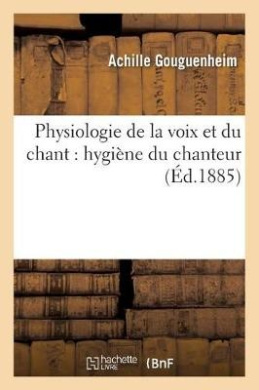 Achille Gouguenheim
Physiologie de la voix et du
chant : hygiène du chanteur
(Éd.1885)
hachette
LIVRE
{BnF